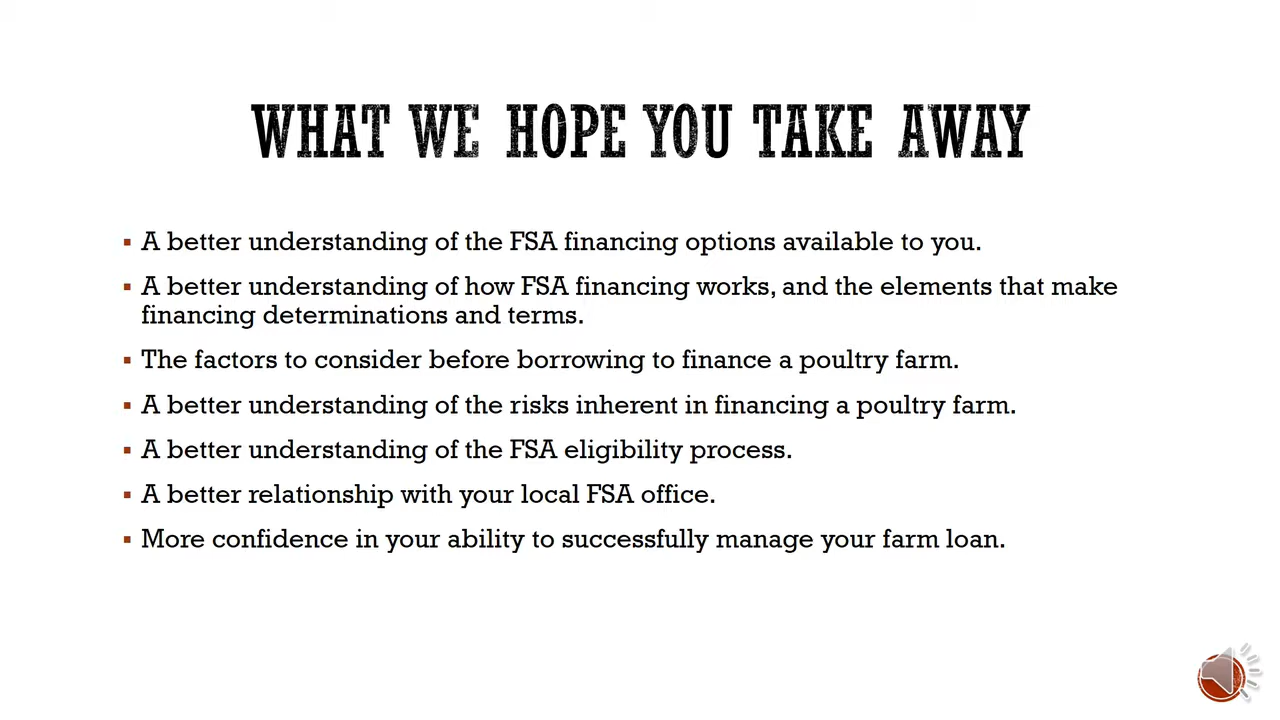 WHAT WE HOPE YOU TAKE AWAY
▪ A better understanding of the FSA financing options available to you.
▪ A better understanding of how FSA financing works, and the elements that make
financing determinations and terms.
▪ The factors to consider before borrowing to finance a poultry farm.
▪ A better understanding of the risks inherent in financing a poultry farm.
▪ A better understanding of the FSA eligibility process.
▪ A better relationship with your local FSA office.
▪ More confidence in your ability to successfully manage your farm loan.